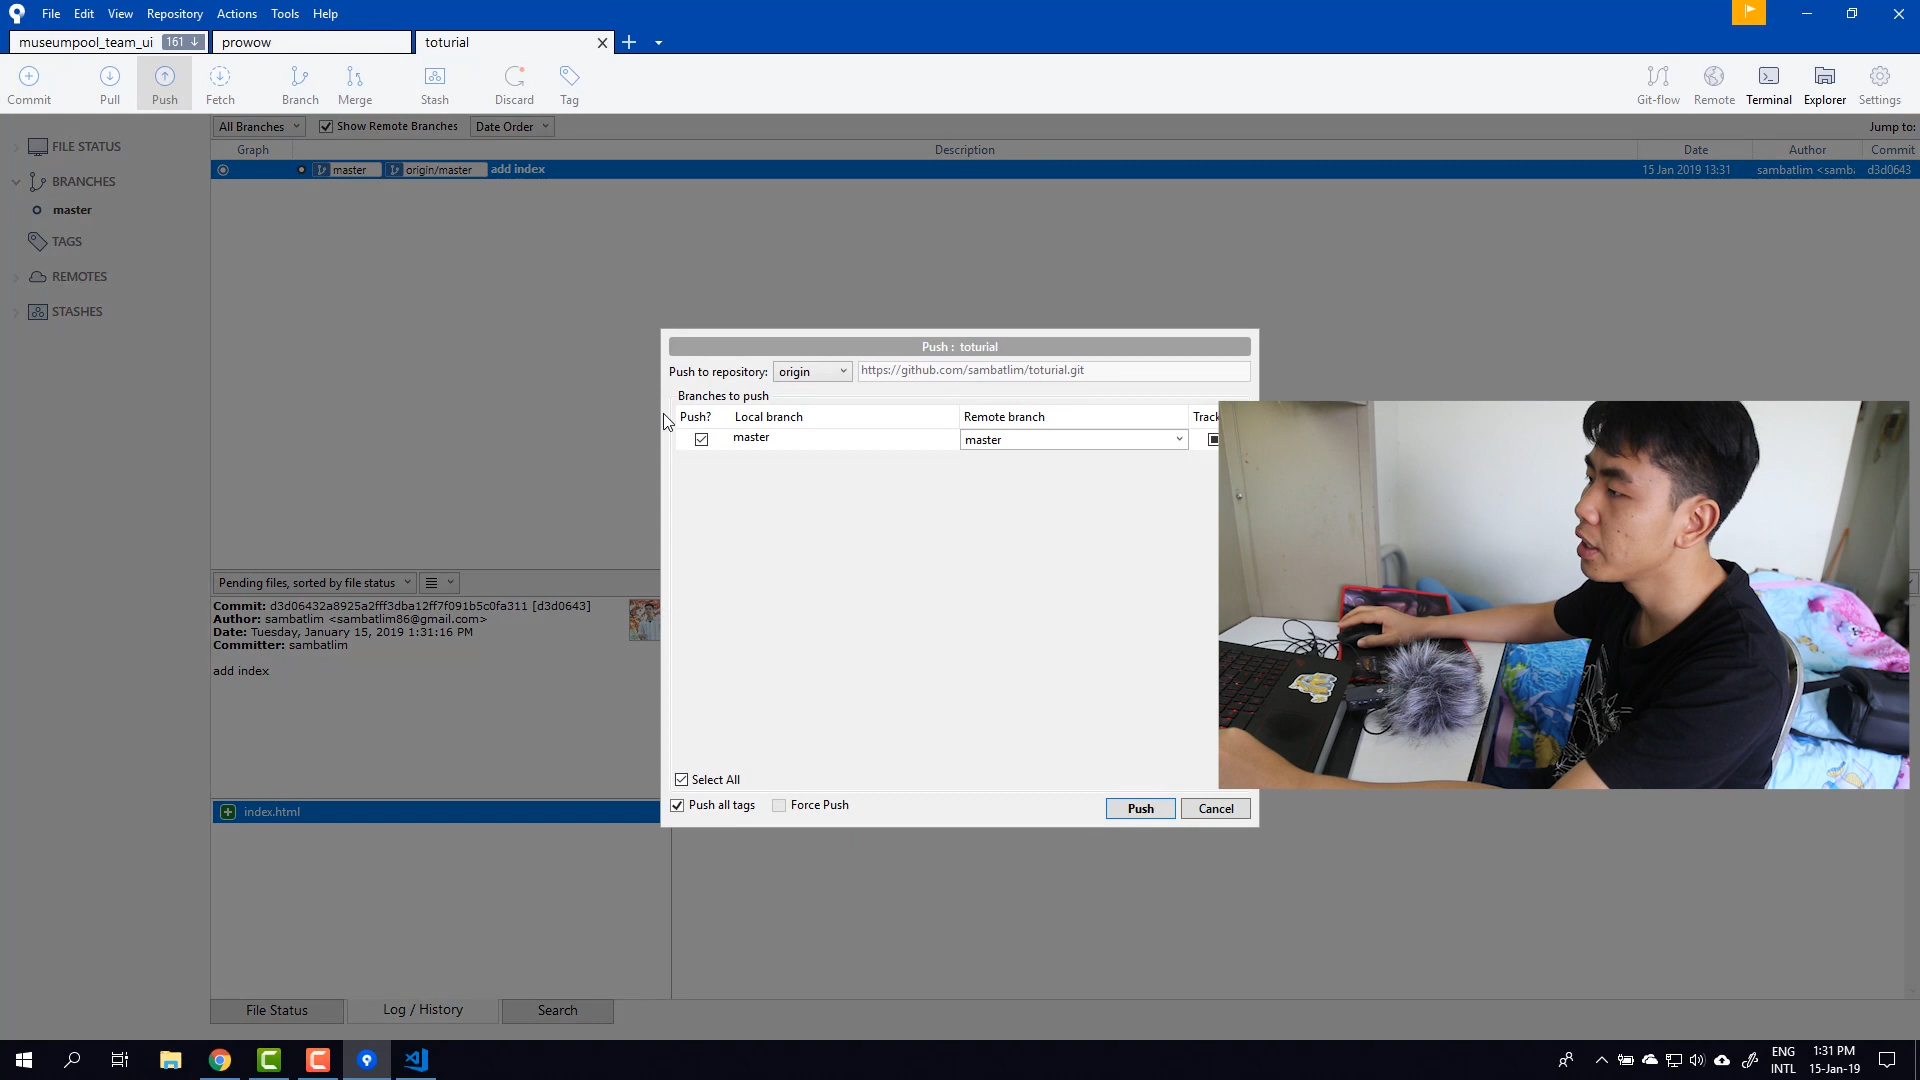 File Edit View Repository Actions Tools Help
museumpool_team_ui 161 prowow toturial
Commit Pull Push Fetch Branch Merge Stash Discard Tag Git-flow Remote Terminal Explorer Settings
All Branches Show Remote Branches Date Order Jump to:
Graph Description Date Author Commit
master origin/master add index 15 Jan 2019 13:31 sambatlim <samb d3d0643
FILE STATUS
BRANCHES
master
TAGS
REMOTES
STASHES
Push : toturial
Push to repository: origin https://github.com/sambatlim/toturial.git
Branches to push
Push? Local branch Remote branch Track
master master
Select All
Push all tags Force Push Push Cancel
Pending files, sorted by file status
Commit: d3d06432a8925a2fff3dba12ff7f091b5c0fa311 [d3d0643]
Author: sambatlim <sambatlim86@gmail.com>
Date: Tuesday, January 15, 2019 1:31:16 PM
Committer: sambatlim
add index
index.html
File Status Log / History Search
ENG
INTL
1:31 PM
15-Jan-19